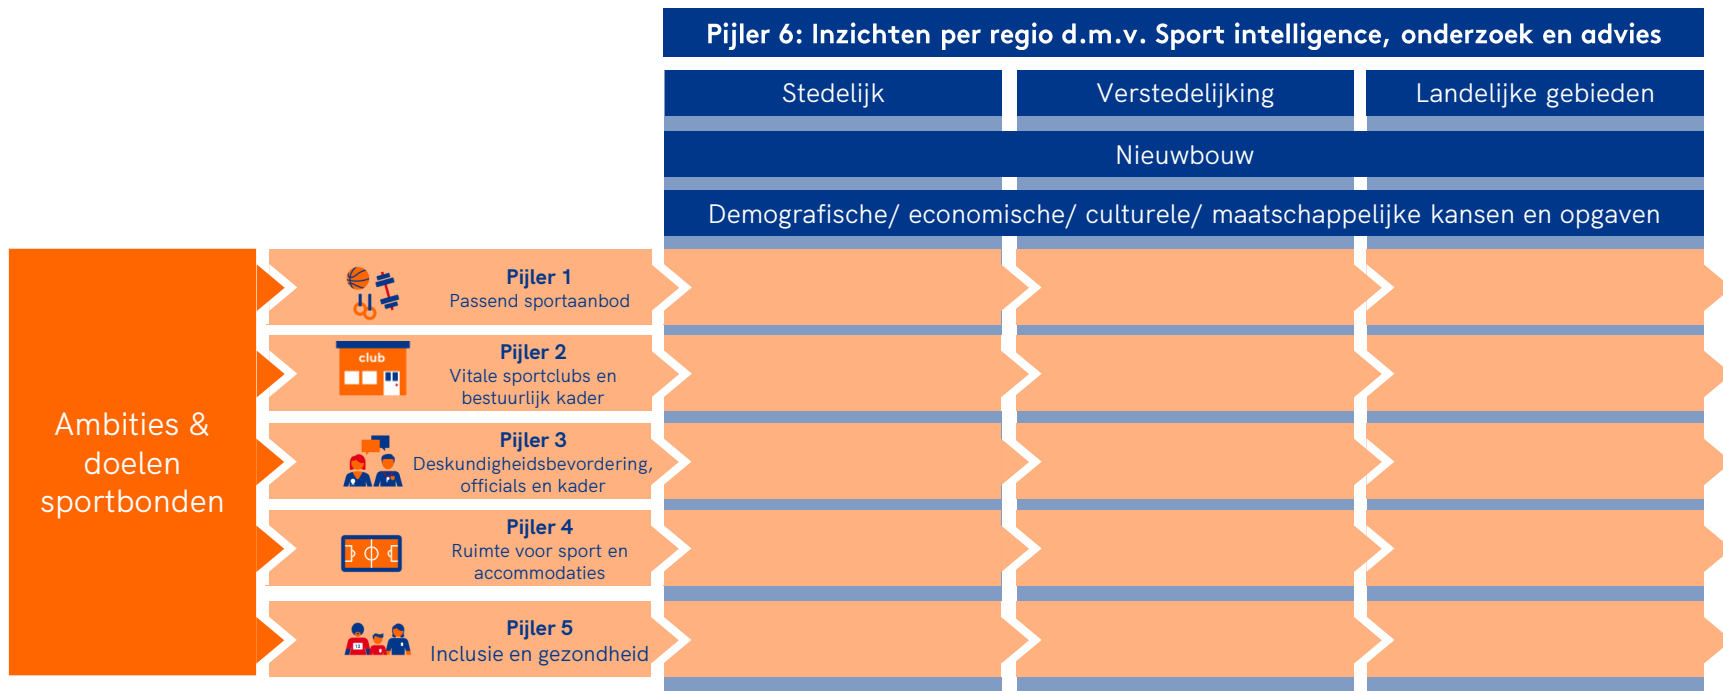 Pijler 6: Inzichten per regio d.m.v. Sport intelligence, onderzoek en advies
Stedelijk
Verstedelijking
Landelijke gebieden
Nieuwbouw
Demografische/ economische/ culturele/ maatschappelijke kansen en opgaven
Ambities &
doelen
sportbonden
Pijler 1
Passend sportaanbod
club
Pijler 2
Vitale sportclubs en
bestuurlijk kader
Pijler 3
Deskundigheidsbevordering,
officials en kader
Pijler 4
Ruimte voor sport en
accommodaties
Pijler 5
Inclusie en gezondheid